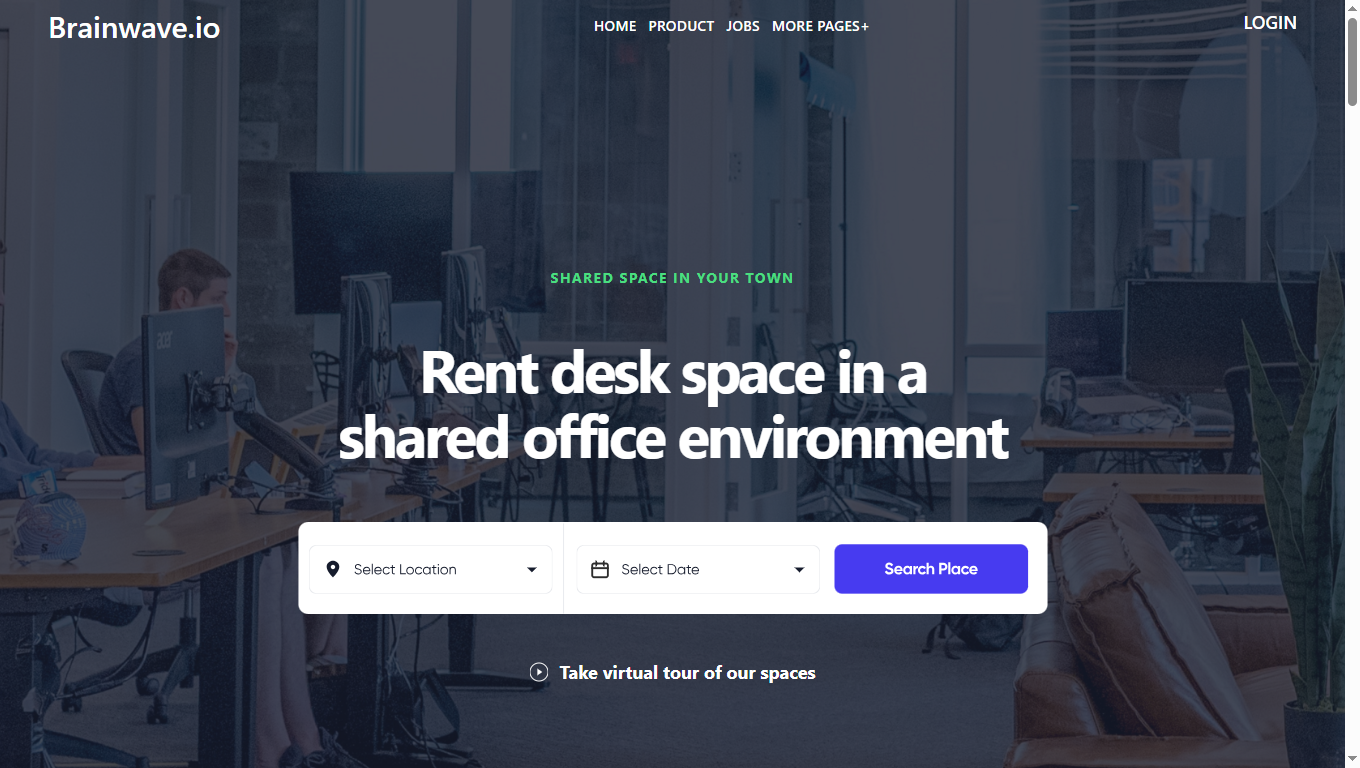 Brainwave.io
HOME PRODUCT JOBS MORE PAGES+
LOGIN
SHARED SPACE IN YOUR TOWN
Rent desk space in a
shared office environment
acer
Select Location
Select Date
Search Place
Take virtual tour of our spaces